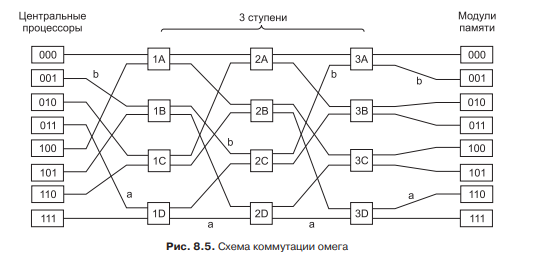 Центральные
процессоры
3 ступени
Модули
памяти
000 1A 2A 3A 000
001 b b b 001
010 1B 2B 3B 010
011 011
100 b 100
1C 2C 3C
101 101
110 a a 110
1D 2D 3D
111 a a 111
Рис. 8.5. Схема коммутации омега